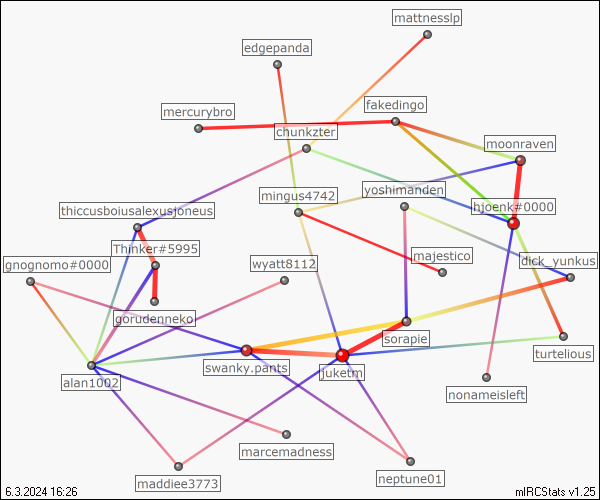 mattnesslp
edgepanda
fakedingo
mercurybro
chunkzter
moonraven
yoshimanden
mingus4742
hjoenk#0000
thiccusboiusalexusjoneus
Thinker#5995
majestico
dick_yunkus
gnognomo#0000
wyatt8112
gorudenneko
sorapie
turtelious
swanky.pants
juketm
alan1002
nonameisleft
marcemadness
neptune01
maddiee3773
6.3.2024 16:26
mIRCStats v1.25